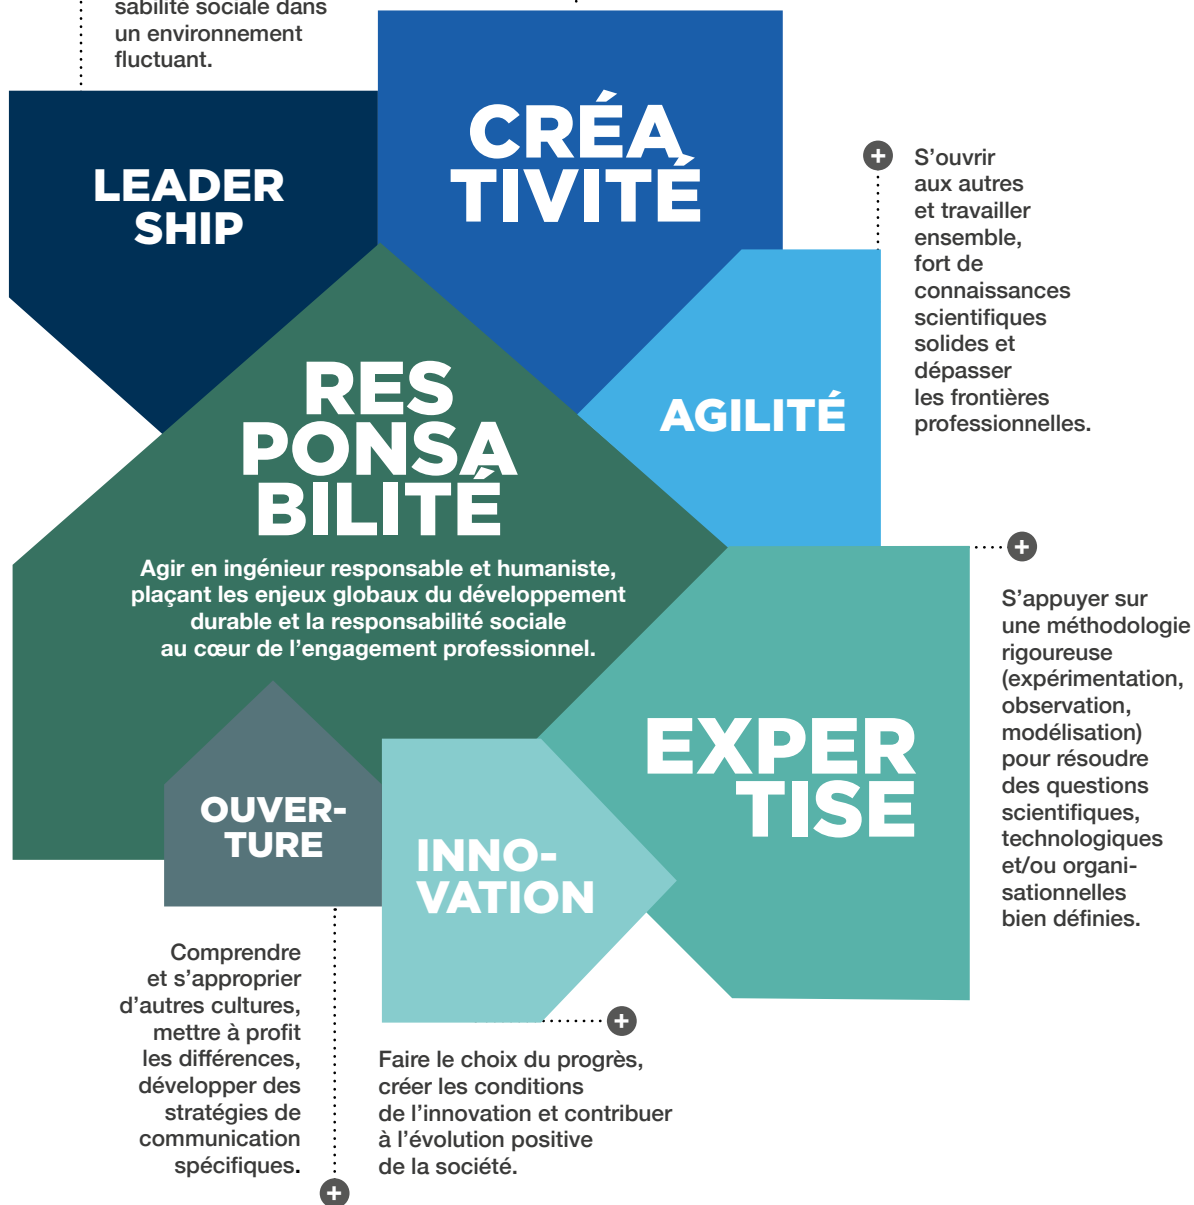 sabilité sociale dans
un environnement
fluctuant.
LEADER
SHIP
CRÉA
TIVITÉ
S’ouvrir
aux autres
et travailler
ensemble,
fort de
connaissances
scientifiques
solides et
dépasser
les frontières
professionnelles.
AGILITÉ
RES
PONSA
BILITÉ
Agir en ingénieur responsable et humaniste,
plaçant les enjeux globaux du développement
durable et la responsabilité sociale
au cœur de l’engagement professionnel.
S’appuyer sur
une méthodologie
rigoureuse
(expérimentation,
observation,
modélisation)
pour résoudre
des questions
scientifiques,
technologiques
et/ou organi-
sationnelles
bien définies.
EXPER
TISE
OUVER-
TURE
INNO-
VATION
Comprendre
et s’approprier
d’autres cultures,
mettre à profit
les différences,
développer des
stratégies de
communication
spécifiques.
Faire le choix du progrès,
créer les conditions
de l’innovation et contribuer
à l’évolution positive
de la société.